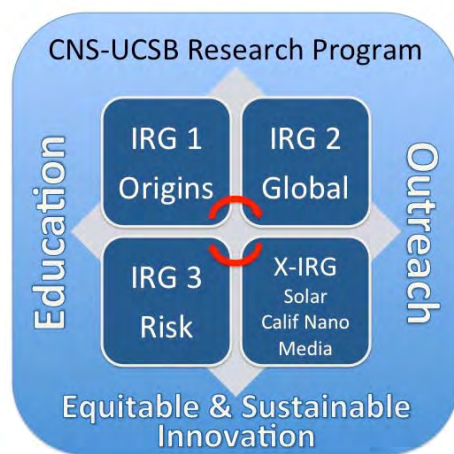 CNS-UCSB Research Program
Education
IRG 1
Origins
IRG 2
Global
IRG 3
Risk
X-IRG
Solar
Calif Nano
Media
Outreach
Equitable & Sustainable
Innovation